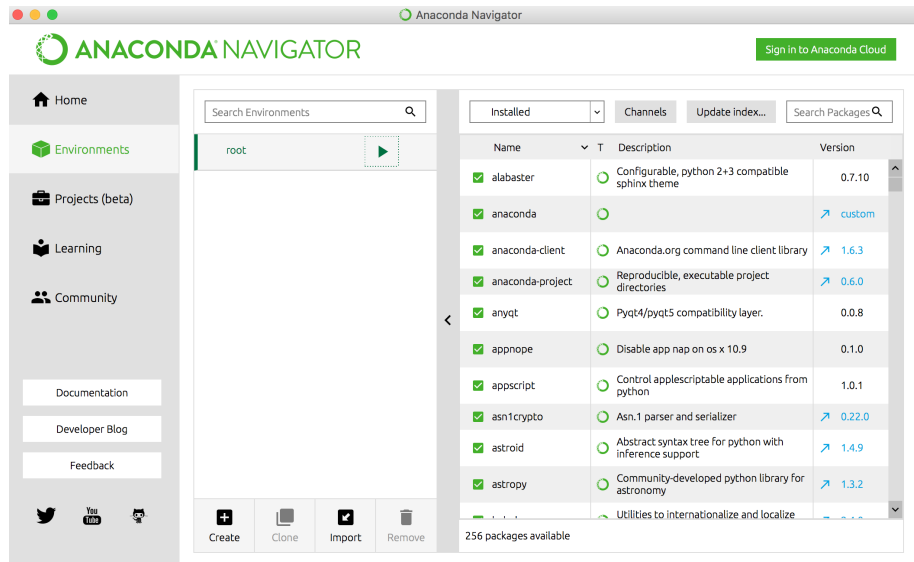 Anaconda Navigator
ANACONDA NAVIGATOR
Sign in to Anaconda Cloud
Home
Environments
Projects (beta)
Learning
Community
Documentation
Developer Blog
Feedback
You
Tube
Search Environments
root
Create
Clone
Import
Remove
Installed
Channels
Update index...
Search Packages
Name T Description Version
alabaster Configurable, python 2+3 compatible
sphinx theme 0.7.10
anaconda custom
anaconda-client Anaconda.org command line client library 1.6.3
anaconda-project Reproducible, executable project
directories 0.6.0
anyqt Pyqt4/pyqt5 compatibility layer. 0.0.8
appnope Disable app nap on os x 10.9 0.1.0
appscript Control applescriptable applications from
python 1.0.1
asn1crypto Asn.1 parser and serializer 0.22.0
astroid Abstract syntax tree for python with
inference support 1.4.9
astropy Community-developed python library for
astronomy 1.3.2
Utilities to internationalize and localize
256 packages available